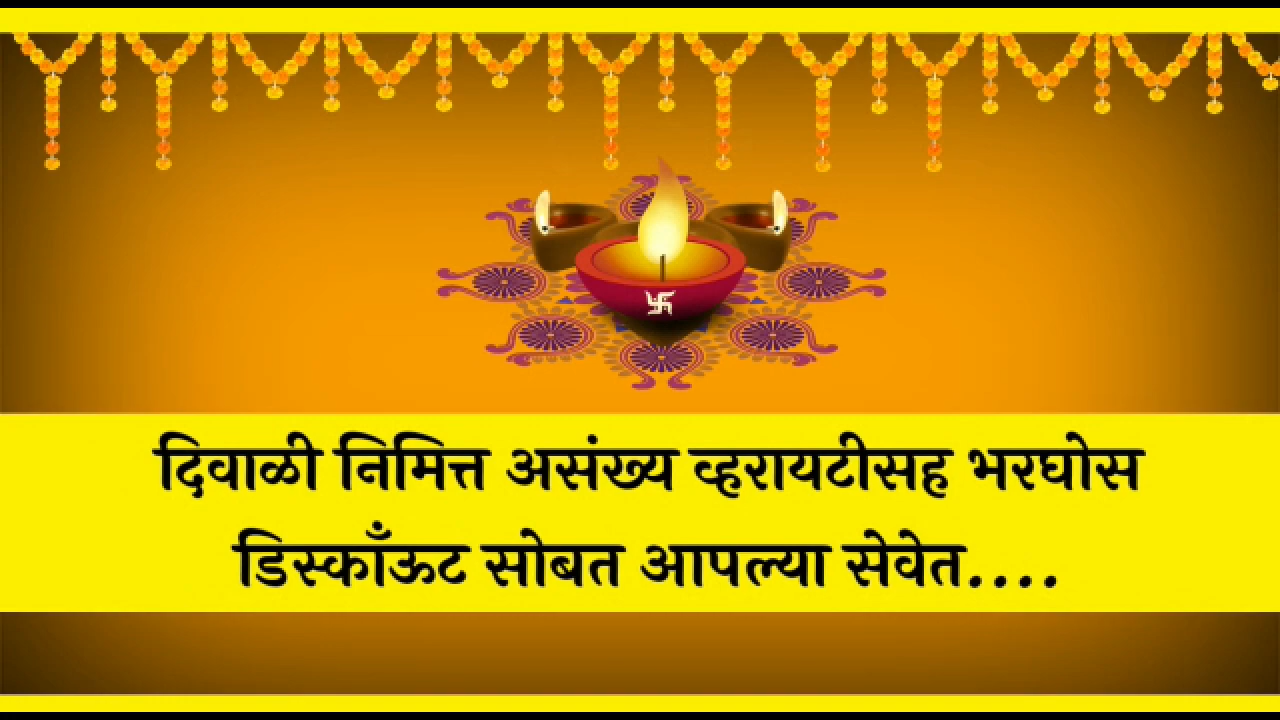 दिवाळी निमित्त असंख्य व्हरायटीसह भरघोस
डिस्काँऊट सोबत आपल्या सेवेत....